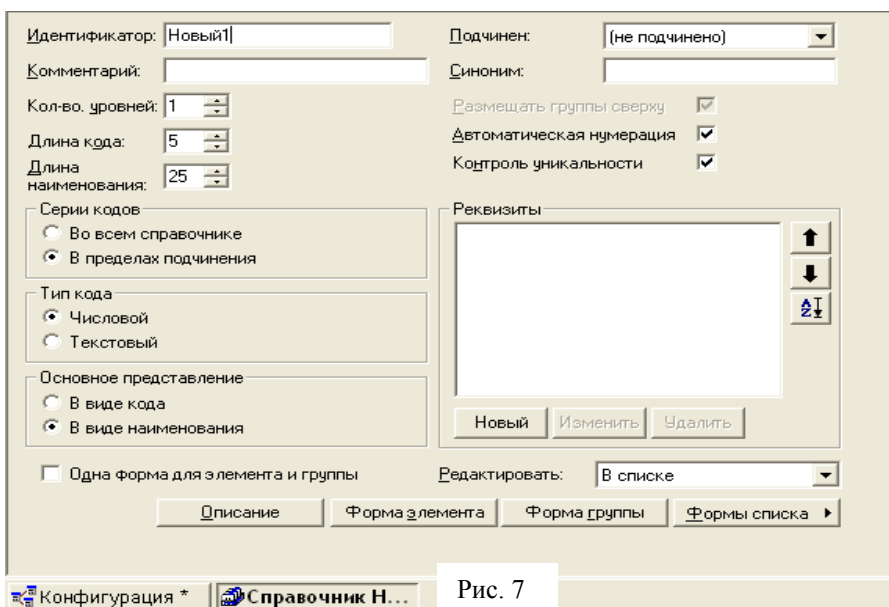 Идентификатор: Новый1
Подчинен: (не подчинено)
Комментарий:
Синоним:
Кол-во. уровней: 1
Размещать группы сверху
Длина кода: 5
Автоматическая нумерация
Длина наименования: 25
Контроль уникальности
Серии кодов
Во всем справочнике
В пределах подчинения
Тип кода
Числовой
Текстовый
Основное представление
В виде кода
В виде наименования
Реквизиты
Новый Изменить Удалить
Одна форма для элемента и группы
Редактировать: В списке
Описание Форма элемента Форма группы Формы списка
Конфигурация * Справочник Н...
Рис. 7